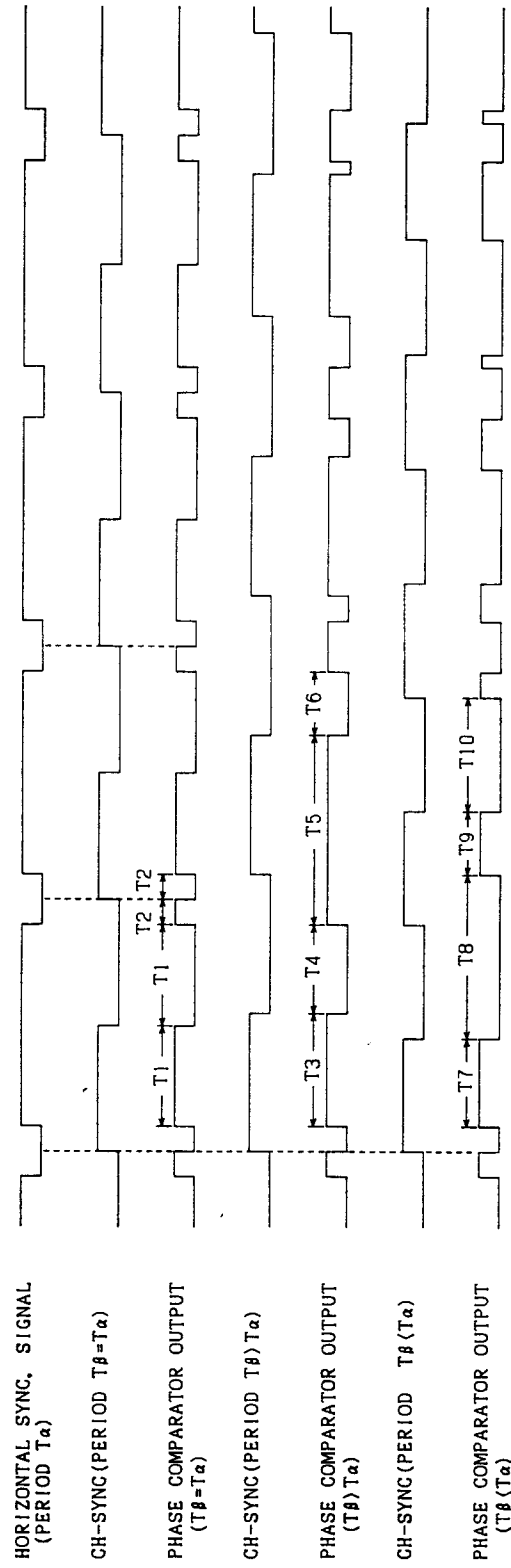 HORIZONTAL SYNC. SIGNAL
(PERIOD Tα)
CH-SYNC(PERIOD Tβ=Tα)
T1
T1
T2
T2
PHASE COMPARATOR OUTPUT
(Tβ=Tα)
CH-SYNC(PERIOD Tβ>Tα)
T3
T4
T5
T6
PHASE COMPARATOR OUTPUT
(Tβ>Tα)
CH-SYNC(PERIOD Tβ<Tα)
T7
T8
T9
T10
PHASE COMPARATOR OUTPUT
(Tβ<Tα)